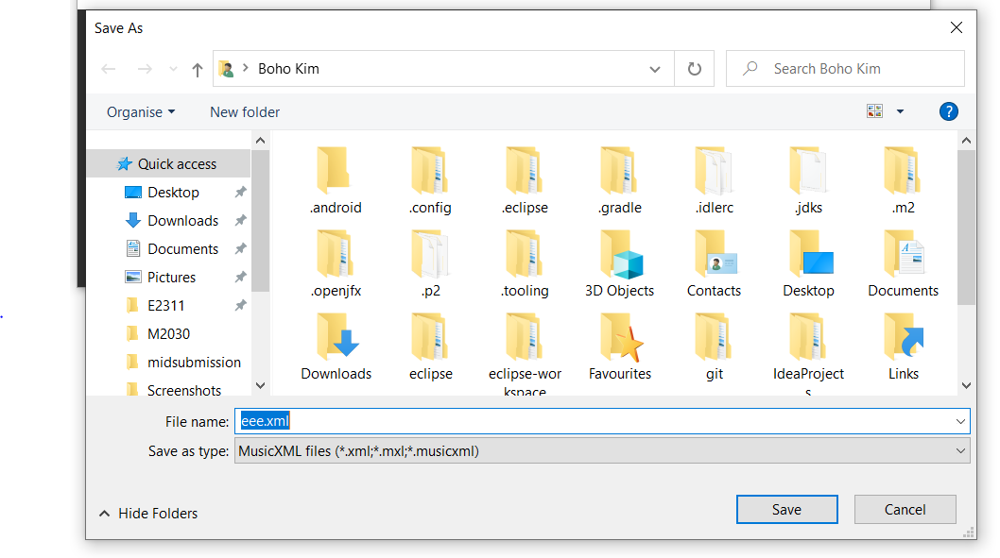 Save As
Boho Kim
Search Boho Kim
Organise
New folder
?
Quick access
Desktop
Downloads
Documents
Pictures
E2311
M2030
midsubmission
Screenshots
.android
.config
.eclipse
.gradle
.idlerc
.jdks
.m2
.openjfx
.p2
.tooling
3D Objects
Contacts
Desktop
Documents
Downloads
eclipse
eclipse-wor
kspace
Favourites
git
IdeaProject
s
Links
File name: eee.xml
Save as type: MusicXML files (*.xml;*.mxl;*.musicxml)
Hide Folders
Save
Cancel